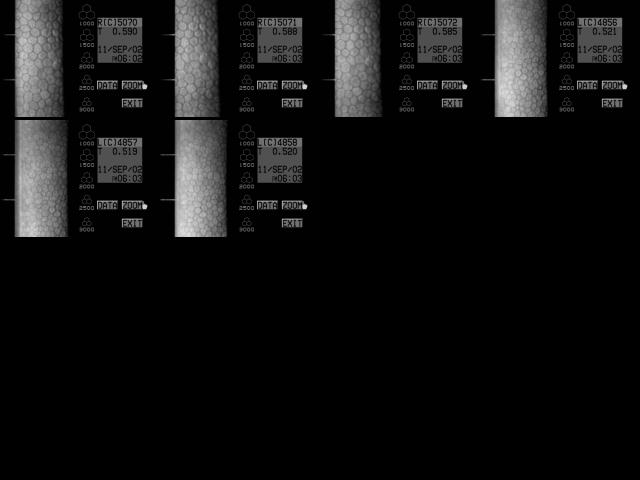 R(C)5070
T 0.590
11/SEP/02
PM06:02
1000
1500
2000
2500
3000
DATA ZOOM
EXIT
R(C)5071
T 0.588
11/SEP/02
PM06:03
1000
1500
2000
2500
3000
DATA ZOOM
EXIT
R(C)5072
T 0.585
11/SEP/02
PM06:03
1000
1500
2000
2500
3000
DATA ZOOM
EXIT
L(C)4856
T 0.521
11/SEP/02
PM06:03
1000
1500
2000
2500
3000
DATA ZOOM
EXIT
L(C)4857
T 0.519
11/SEP/02
PM06:03
1000
1500
2000
2500
3000
DATA ZOOM
EXIT
L(C)4858
T 0.520
11/SEP/02
PM06:03
1000
1500
2000
2500
3000
DATA ZOOM
EXIT